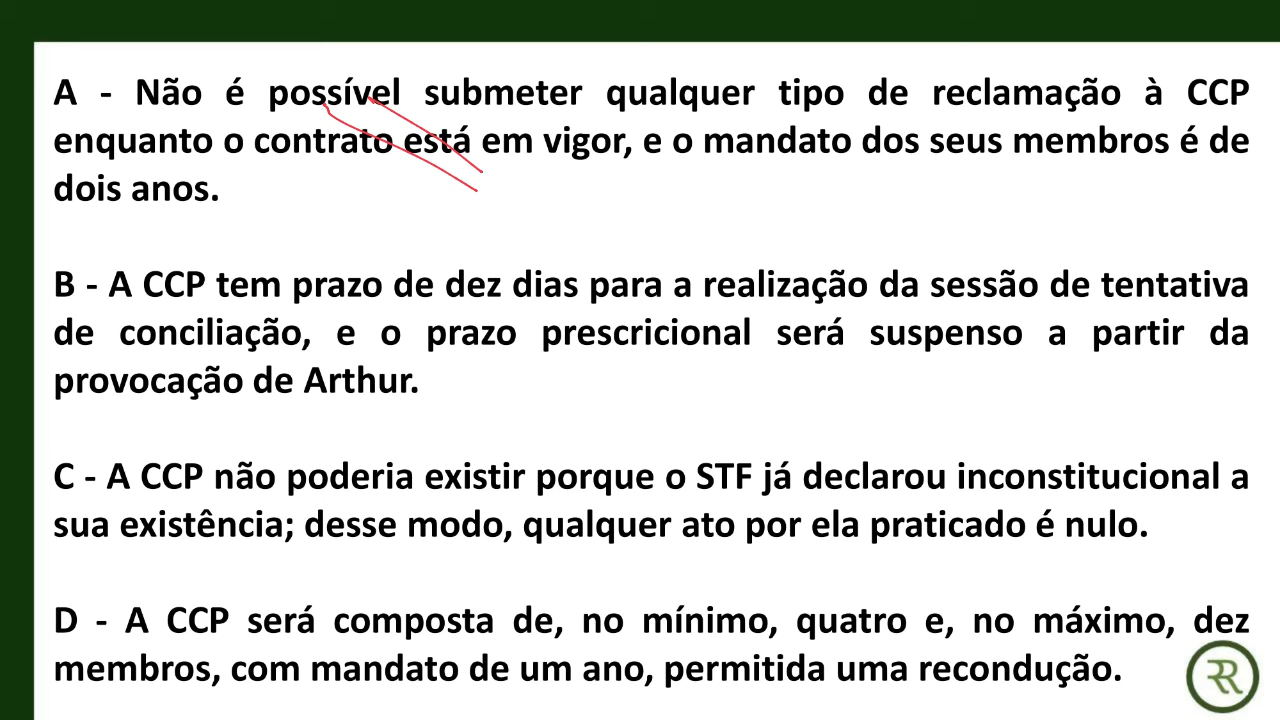 A - Não é possível submeter qualquer tipo de reclamação à CCP
enquanto o contrato está em vigor, e o mandato dos seus membros é de
dois anos.
B - A CCP tem prazo de dez dias para a realização da sessão de tentativa
de conciliação, e o prazo prescricional será suspenso a partir da
provocação de Arthur.
C - A CCP não poderia existir porque o STF já declarou inconstitucional a
sua existência; desse modo, qualquer ato por ela praticado é nulo.
D - A CCP será composta de, no mínimo, quatro e, no máximo, dez
membros, com mandato de um ano, permitida uma recondução.